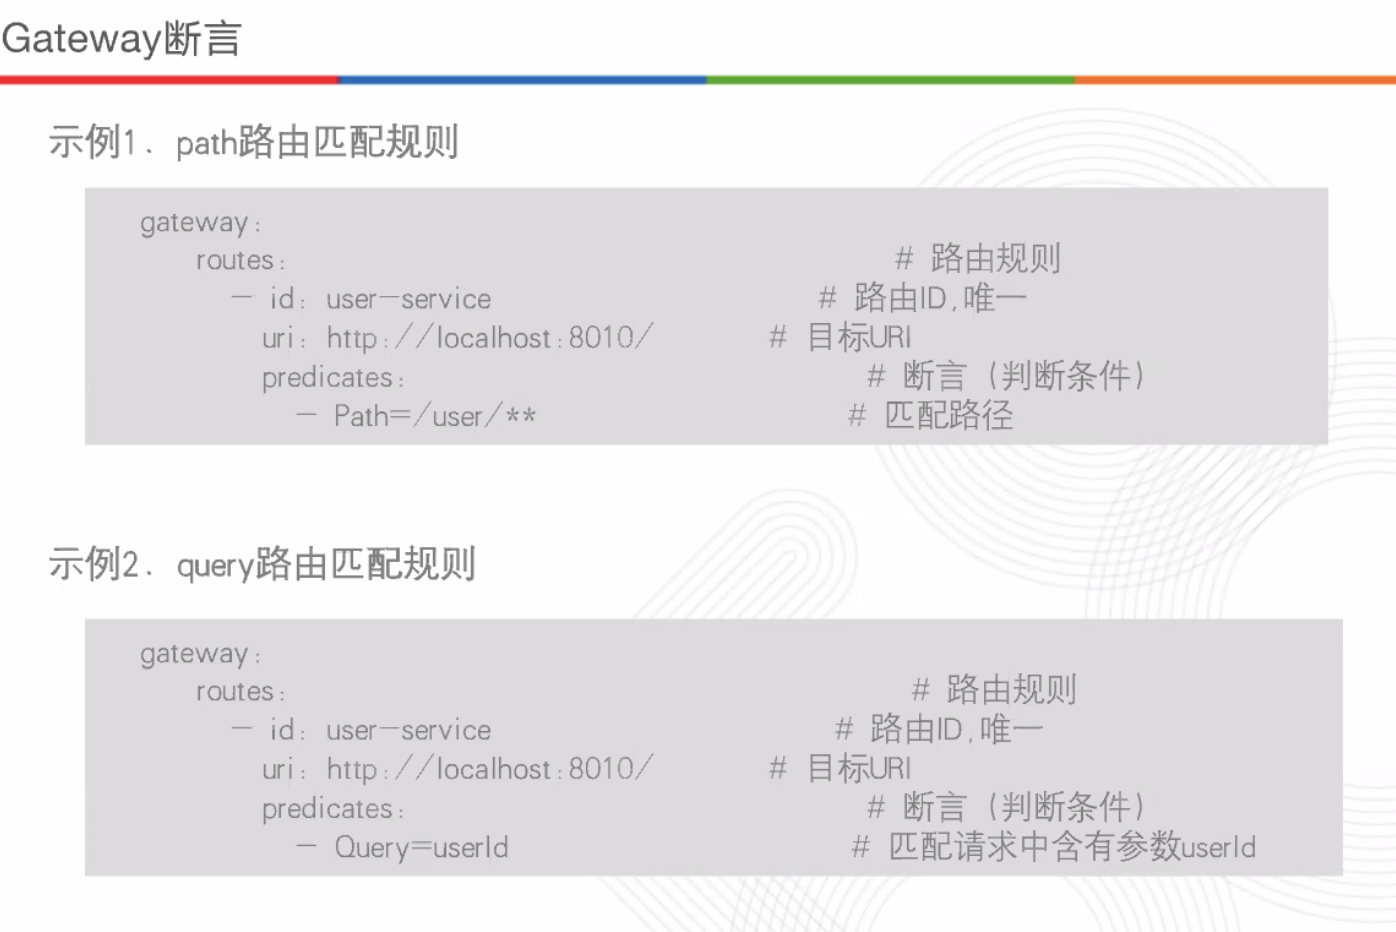 Gateway断言
示例1. path路由匹配规则
gateway:
routes: # 路由规则
- id: user-service # 路由ID,唯一
uri: http://localhost:8010/ # 目标URI
predicates: # 断言（判断条件）
- Path=/user/** # 匹配路径
示例2. query路由匹配规则
gateway:
routes: # 路由规则
- id: user-service # 路由ID,唯一
uri: http://localhost:8010/ # 目标URI
predicates: # 断言（判断条件）
- Query=userId # 匹配请求中含有参数userId